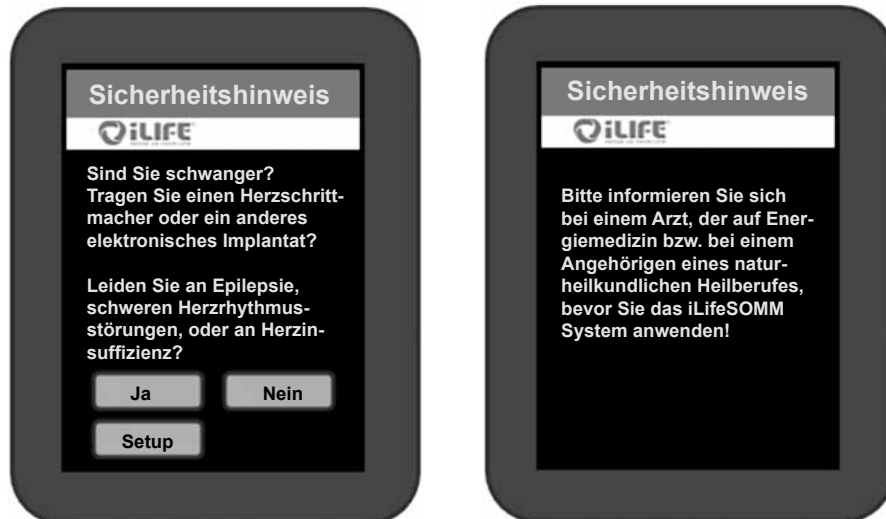 Sicherheitshinweis
iLIFE
Sind Sie schwanger?
Tragen Sie einen Herzschritt-
macher oder ein anderes
elektronisches Implantat?
Leiden Sie an Epilepsie,
schweren Herzrhythmus-
störungen, oder an Herzin-
suffizienz?
Ja
Nein
Setup
Sicherheitshinweis
iLIFE
Bitte informieren Sie sich
bei einem Arzt, der auf Ener-
giemedizin bzw. bei einem
Angehörigen eines natur-
heilkundlichen Heilberufes,
bevor Sie das iLifeSOMM
System anwenden!